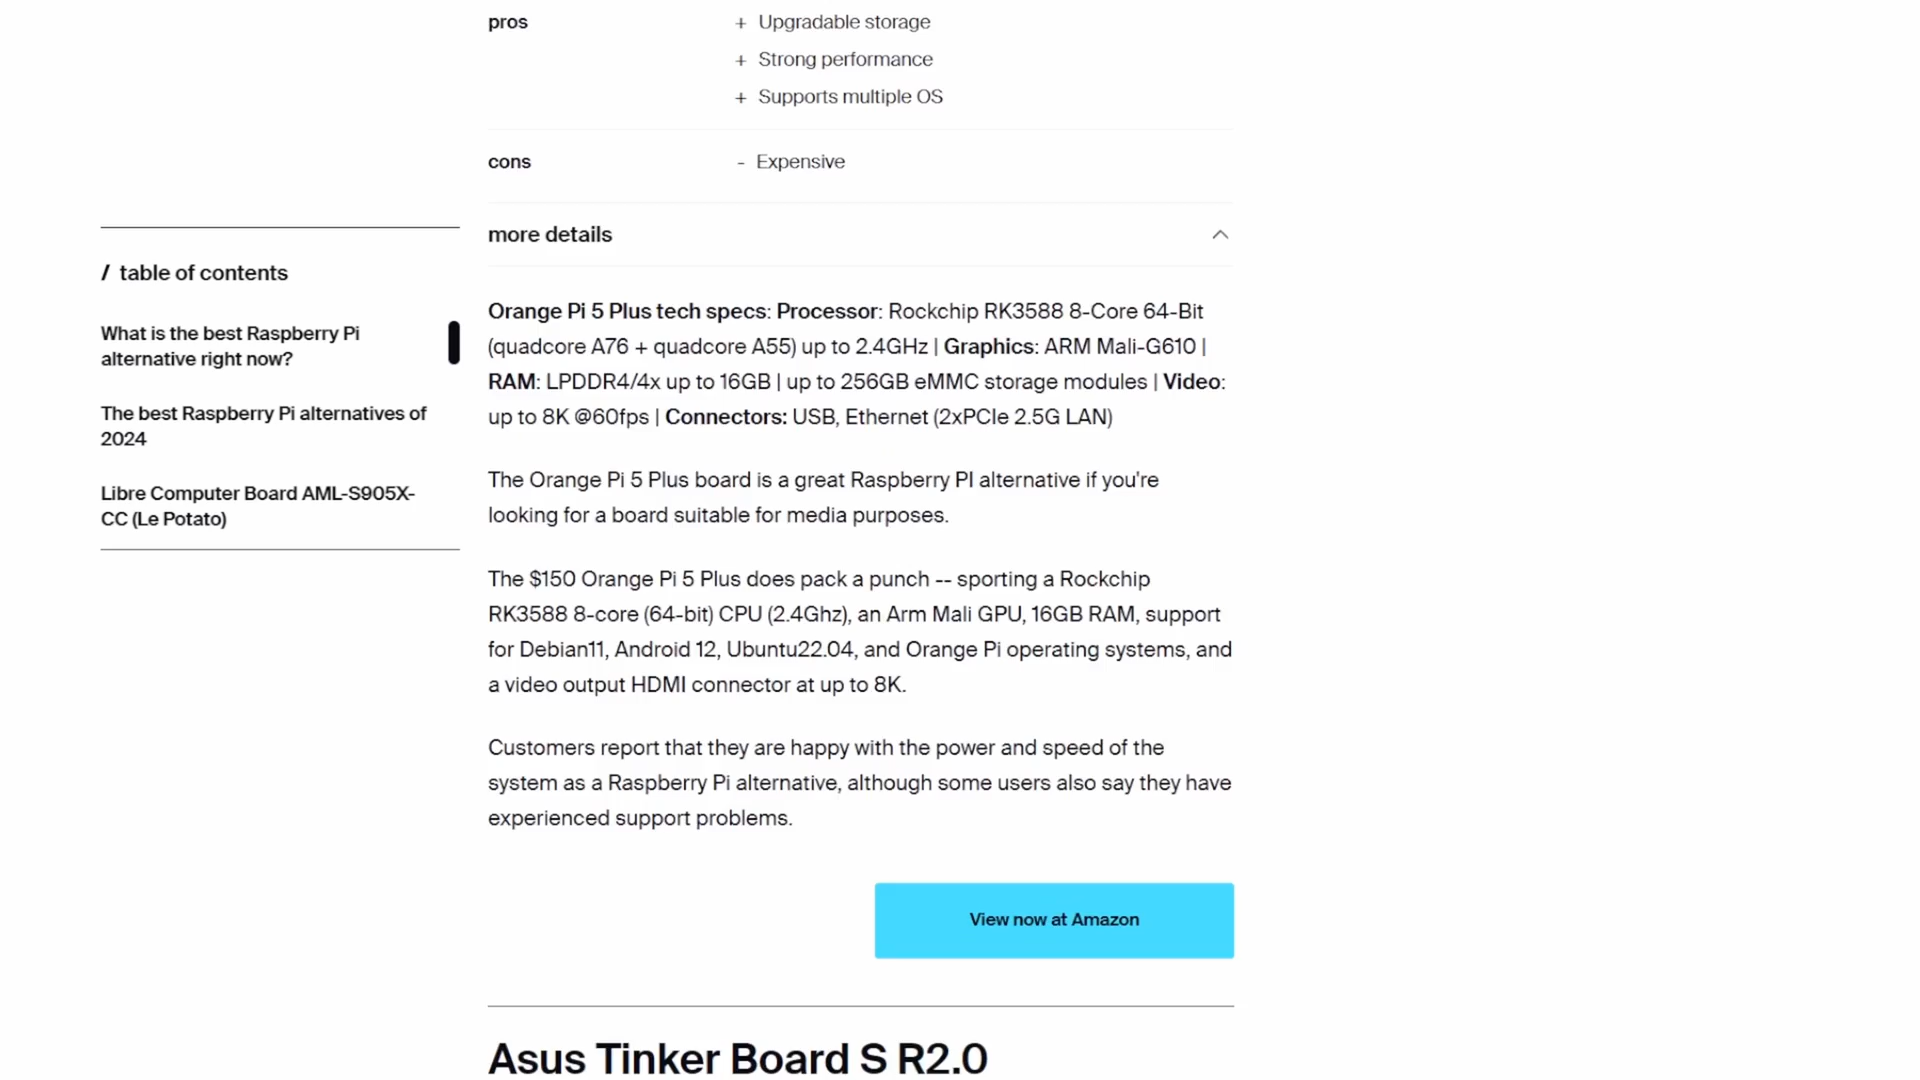 pros
+ Upgradable storage
+ Strong performance
+ Supports multiple OS
cons
- Expensive
more details
/ table of contents
What is the best Raspberry Pi
alternative right now?
The best Raspberry Pi alternatives of
2024
Libre Computer Board AML-S905X-
CC (Le Potato)
Orange Pi 5 Plus tech specs: Processor: Rockchip RK3588 8-Core 64-Bit
(quadcore A76 + quadcore A55) up to 2.4GHz | Graphics: ARM Mali-G610 |
RAM: LPDDR4/4x up to 16GB | up to 256GB eMMC storage modules | Video:
up to 8K @60fps | Connectors: USB, Ethernet (2xPCIe 2.5G LAN)
The Orange Pi 5 Plus board is a great Raspberry PI alternative if you're
looking for a board suitable for media purposes.
The $150 Orange Pi 5 Plus does pack a punch -- sporting a Rockchip
RK3588 8-core (64-bit) CPU (2.4Ghz), an Arm Mali GPU, 16GB RAM, support
for Debian11, Android 12, Ubuntu22.04, and Orange Pi operating systems, and
a video output HDMI connector at up to 8K.
Customers report that they are happy with the power and speed of the
system as a Raspberry Pi alternative, although some users also say they have
experienced support problems.
View now at Amazon
Asus Tinker Board S R2.0